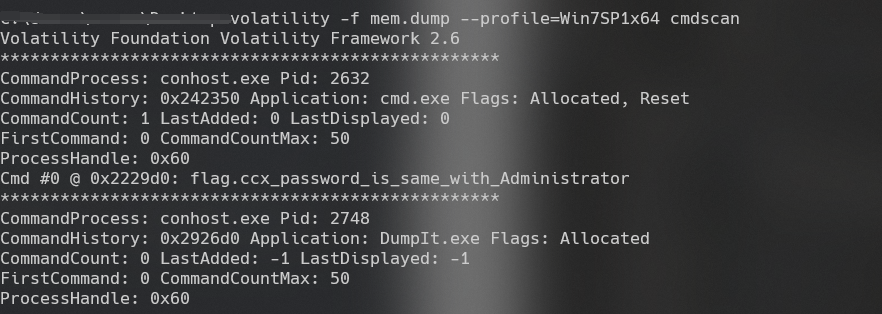 volatility -f mem.dump --profile=Win7SP1x64 cmdscan
Volatility Foundation Volatility Framework 2.6
**************************************************
CommandProcess: conhost.exe Pid: 2632
CommandHistory: 0x242350 Application: cmd.exe Flags: Allocated, Reset
CommandCount: 1 LastAdded: 0 LastDisplayed: 0
FirstCommand: 0 CommandCountMax: 50
ProcessHandle: 0x60
Cmd #0 @ 0x2229d0: flag.ccx_password_is_same_with_Administrator
**************************************************
CommandProcess: conhost.exe Pid: 2748
CommandHistory: 0x2926d0 Application: DumpIt.exe Flags: Allocated
CommandCount: 0 LastAdded: -1 LastDisplayed: -1
FirstCommand: 0 CommandCountMax: 50
ProcessHandle: 0x60